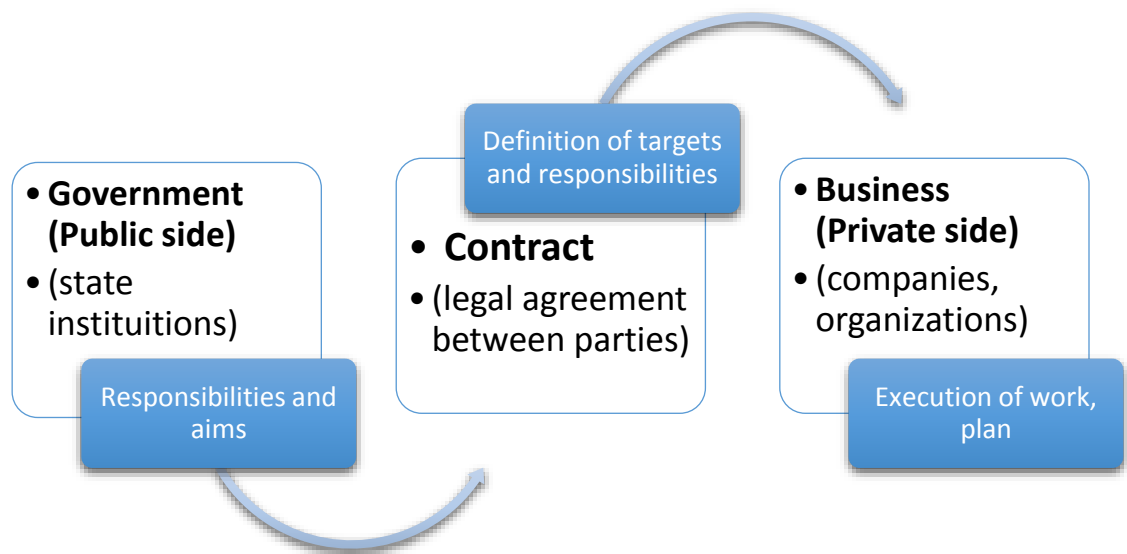 • Government
(Public side)
• (state
instituitions)
Responsibilities and
aims
Definition of targets
and responsibilities
• Contract
• (legal agreement
between parties)
• Business
(Private side)
• (companies,
organizations)
Execution of work,
plan